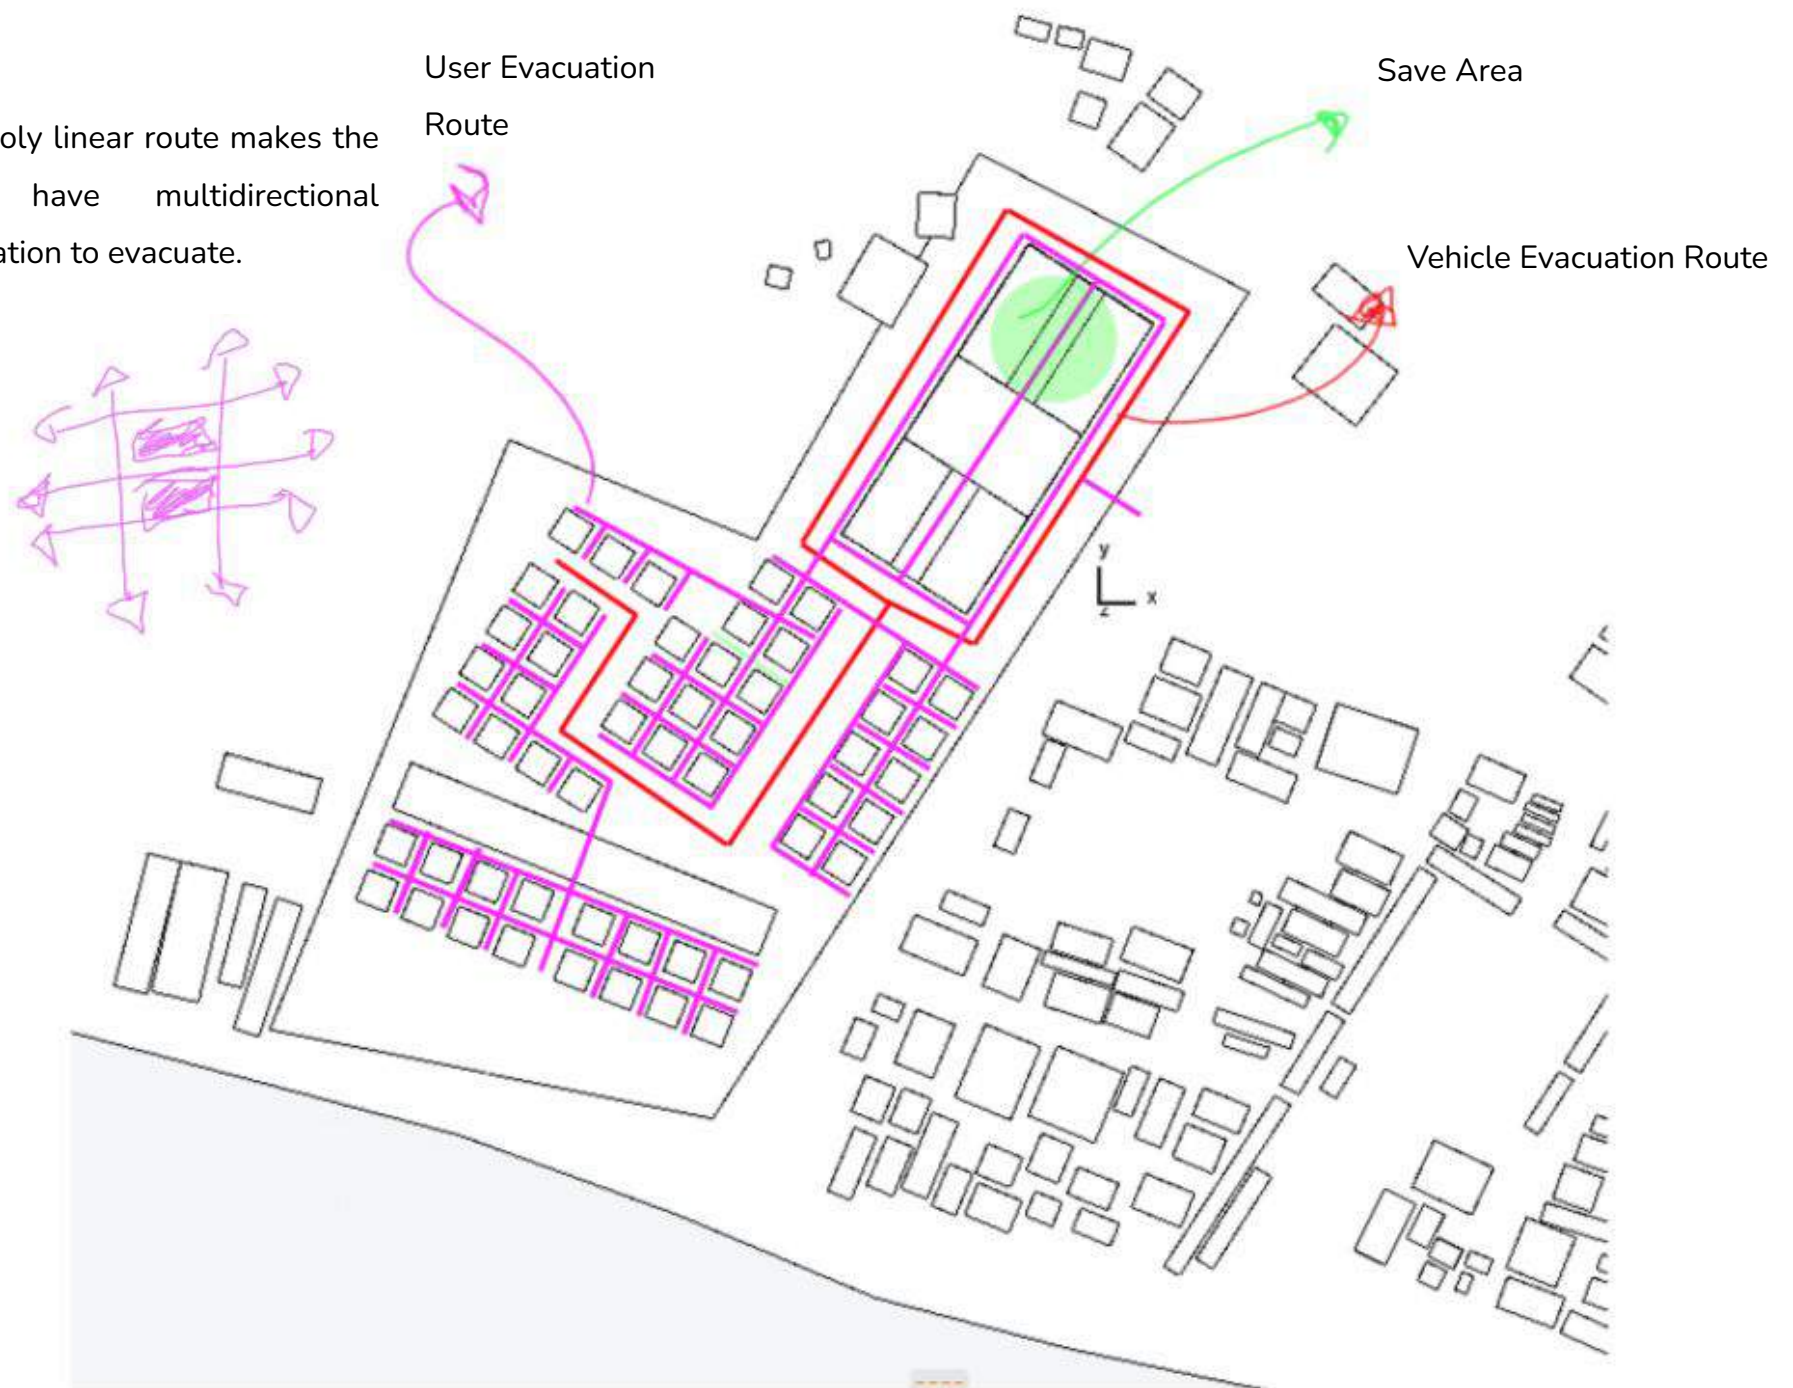 User Evacuation
Route
Save Area
oly linear route makes the
have multidirectional
ation to evacuate.
Vehicle Evacuation Route
y
x
z